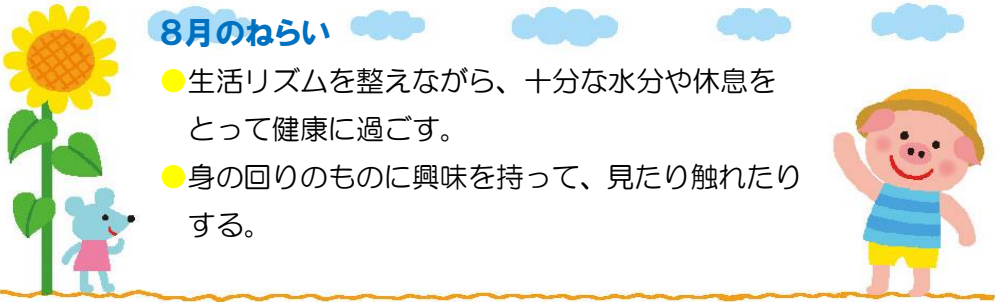 8月のねらい
●生活リズムを整えながら、十分な水分や休息を
とって健康に過ごす。
●身の回りのものに興味を持って、見たり触れたり
する。